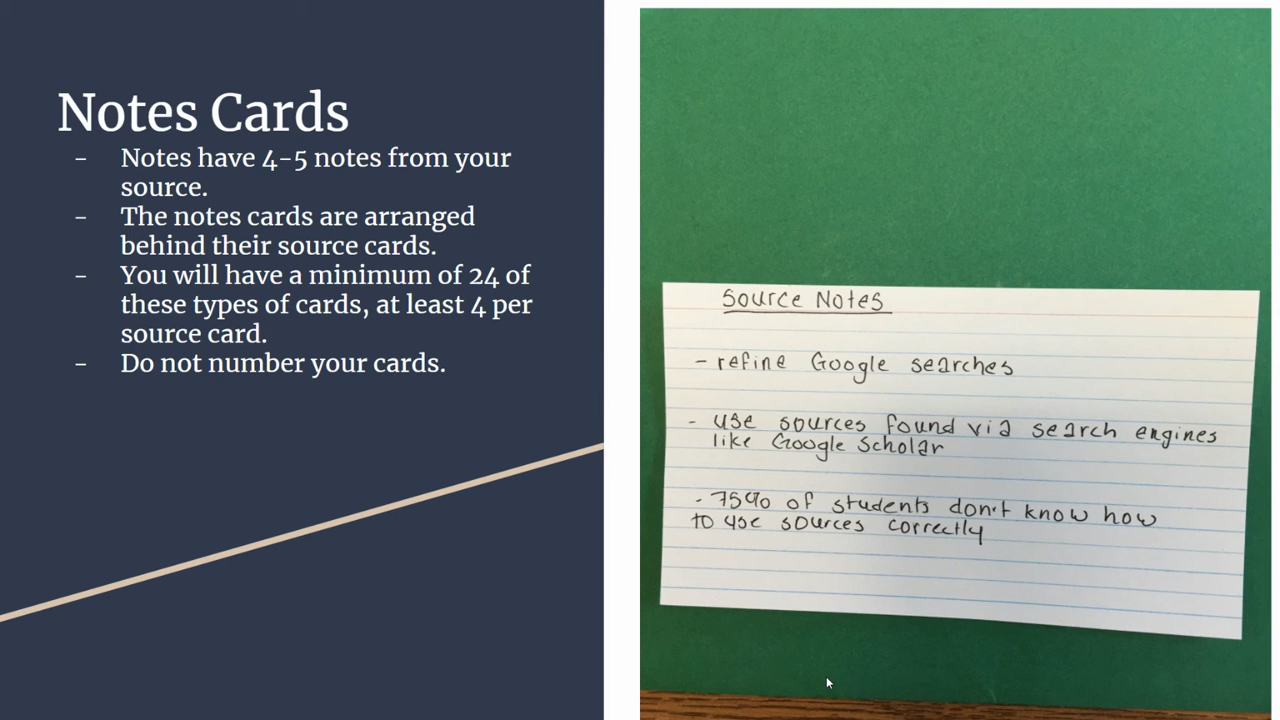 Notes Cards
- Notes have 4-5 notes from your
source.
- The notes cards are arranged
behind their source cards.
- You will have a minimum of 24 of
these types of cards, at least 4 per
source card.
- Do not number your cards.
Source Notes
- refine Google searches
- use sources found via search engines
like Google Scholar
- 75% of students don't know how
to use sources correctly